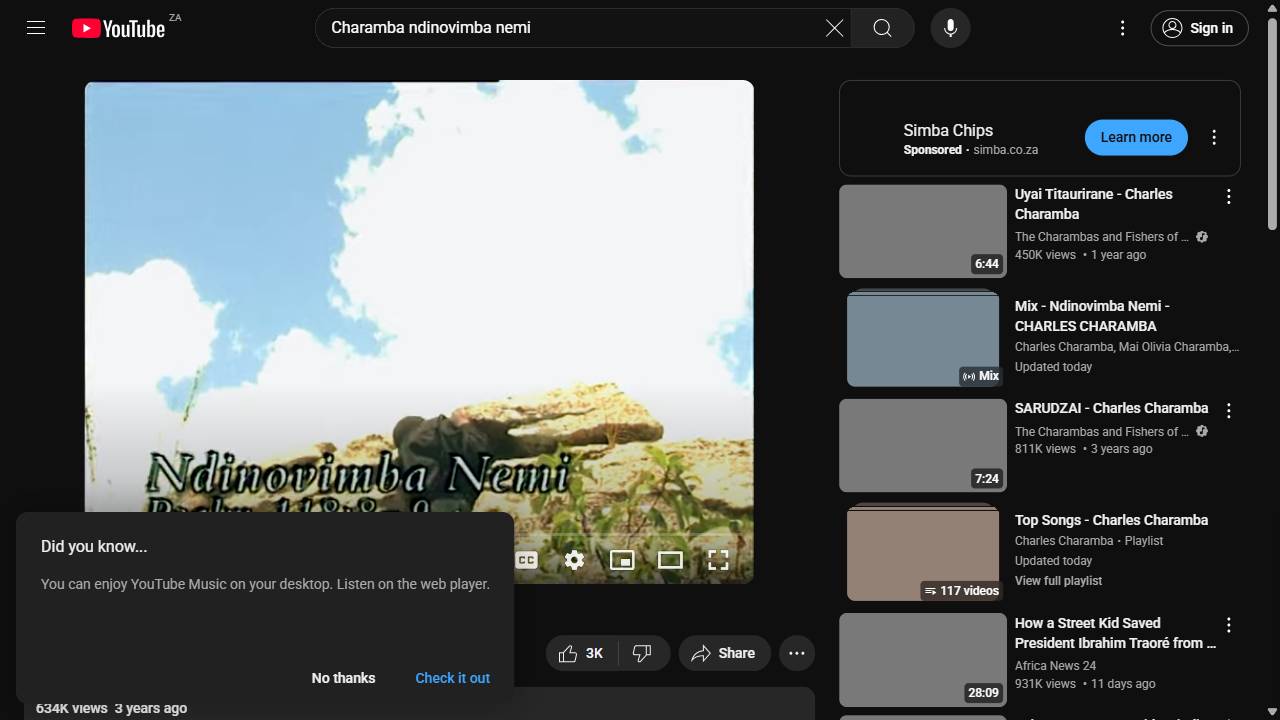 YouTube ZA
Charamba ndinovimba nemi
Sign in
Ndinovimba Nemi
Psalm 118:8-9
CC
Did you know...
You can enjoy YouTube Music on your desktop. Listen on the web player.
No thanks
Check it out
3K
Share
634K views 3 years ago
Simba Chips
Sponsored · simba.co.za
Learn more
6:44
Uyai Titaurirane - Charles
Charamba
The Charambas and Fishers of ...
450K views • 1 year ago
Mix
Mix - Ndinovimba Nemi -
CHARLES CHARAMBA
Charles Charamba, Mai Olivia Charamba,...
Updated today
7:24
SARUDZAI - Charles Charamba
The Charambas and Fishers of ...
811K views • 3 years ago
117 videos
Top Songs - Charles Charamba
Charles Charamba • Playlist
Updated today
View full playlist
28:09
How a Street Kid Saved
President Ibrahim Traoré from ...
Africa News 24
931K views • 11 days ago